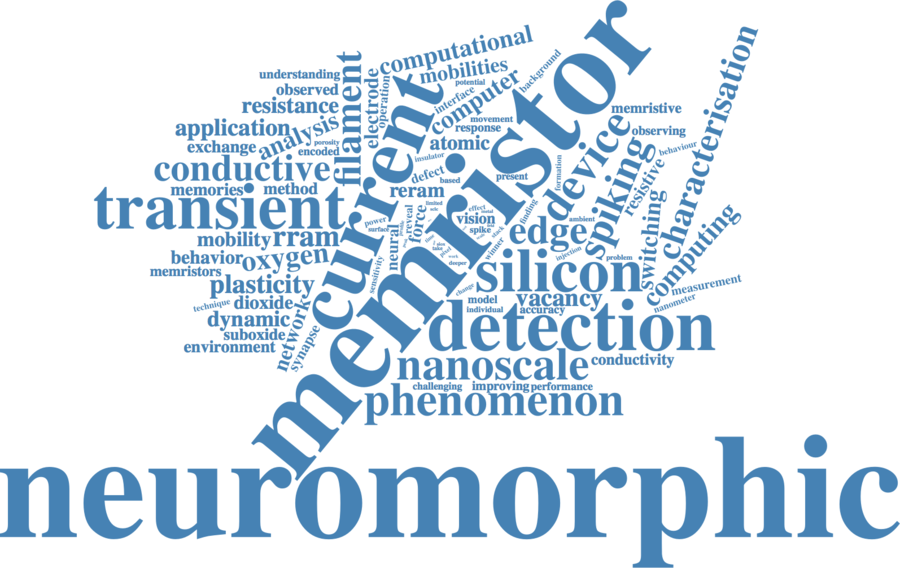 understanding
observed
resistance
application
exchange
analysis
porosity
encoded
conductive
memories
method
transient
mobility
rram
behavior
oxygen
memristors
plasticity
technique
dioxide
dynamic
suboxide
environment
network
synapse
filament
electrode
operation
current
computational
mobilities
potential
interface
computer
background
movement
response
atomic
insulator
defect
based
present
reram
memristor
formation
device
memristive
observing
behaviour
spiking
resistive
switching
characterisation
computing
measurement
nanometer
power
surface
sensitivity
neural
reveal
force
limited
effect
vision
spike
finding
ambient
edge
winner
injection
problem
silicon
change
deeper
model
vacancy
individual
accuracy
detection
nanoscale
conductivity
challenging
improving
performance
phenomenon
neuromorphic